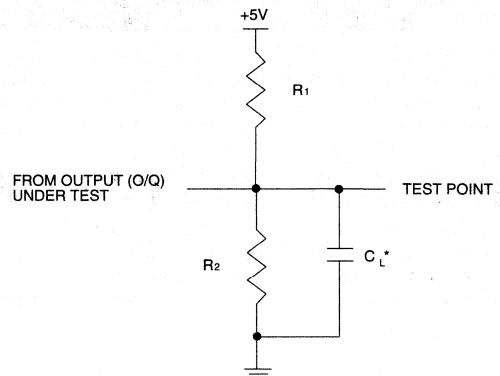 +5V
R1
FROM OUTPUT (O/Q)
UNDER TEST
TEST POINT
R2
CL*